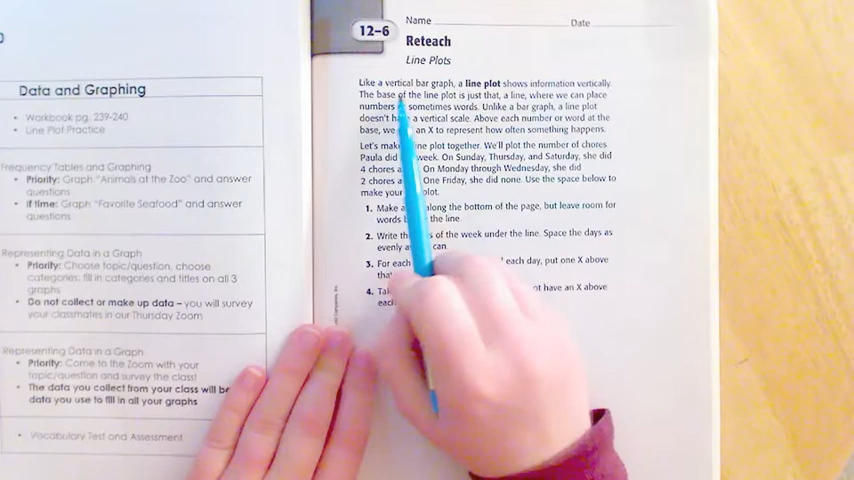 Data and Graphing
Workbook pg. 239-240
Line Plot Practice
Frequency Tables and Graphing
Priority: Graph "Animals at the Zoo" and answer
questions
If time: Graph "Favorite Seafood" and answer
questions
Representing Data in a Graph
Priority: Choose topic/question, choose
categories, fill in categories and titles on all 3
graphs
Do not collect or make up data – you will survey
your classmates in our Thursday Zoom
Representing Data in a Graph
Priority: Come to the Zoom with your
topic/question and survey the class!
The data you collect from your class will be
data you use to fill in all your graphs
Vocabulary Test and Assessment
12-6
Name
Date
Reteach
Line Plots
Like a vertical bar graph, a line plot shows information vertically.
The base of the line plot is just that, a line, where we can place
numbers sometimes words. Unlike a bar graph, a line plot
doesn't a vertical scale. Above each number or word at the
base, we an X to represent how often something happens.
Let's make line plot together. We'll plot the number of chores
Paula did week. On Sunday, Thursday, and Saturday, she did
4 chores On Monday through Wednesday, she did
2 chores One Friday, she did none. Use the space below to
make your plot.
1. Make along the bottom of the page, but leave room for
words the line.
2. Write of the week under the line. Space the days as
evenly can.
3. For each each day, put one X above
4. have an X above